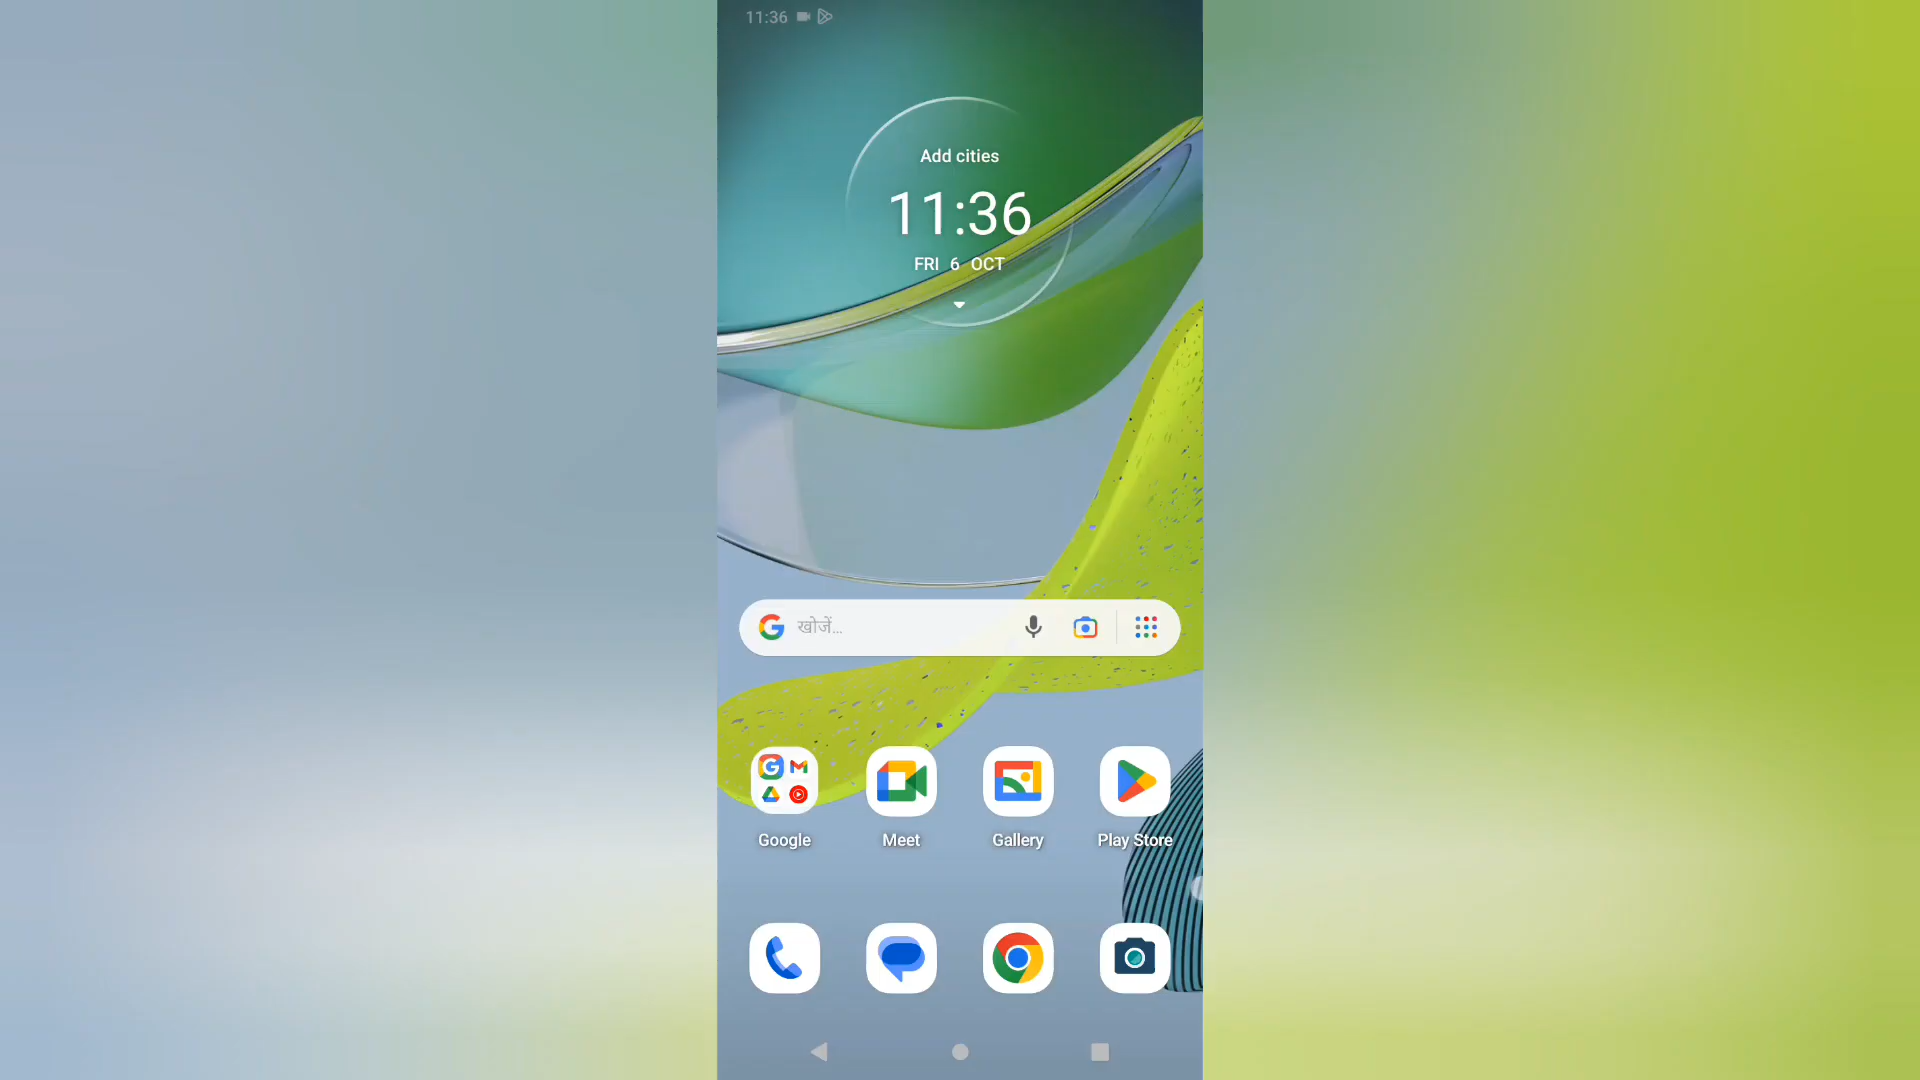 11:36
Add cities
11:36
FRI 6 OCT
खोजें...
Google
Meet
Gallery
Play Store